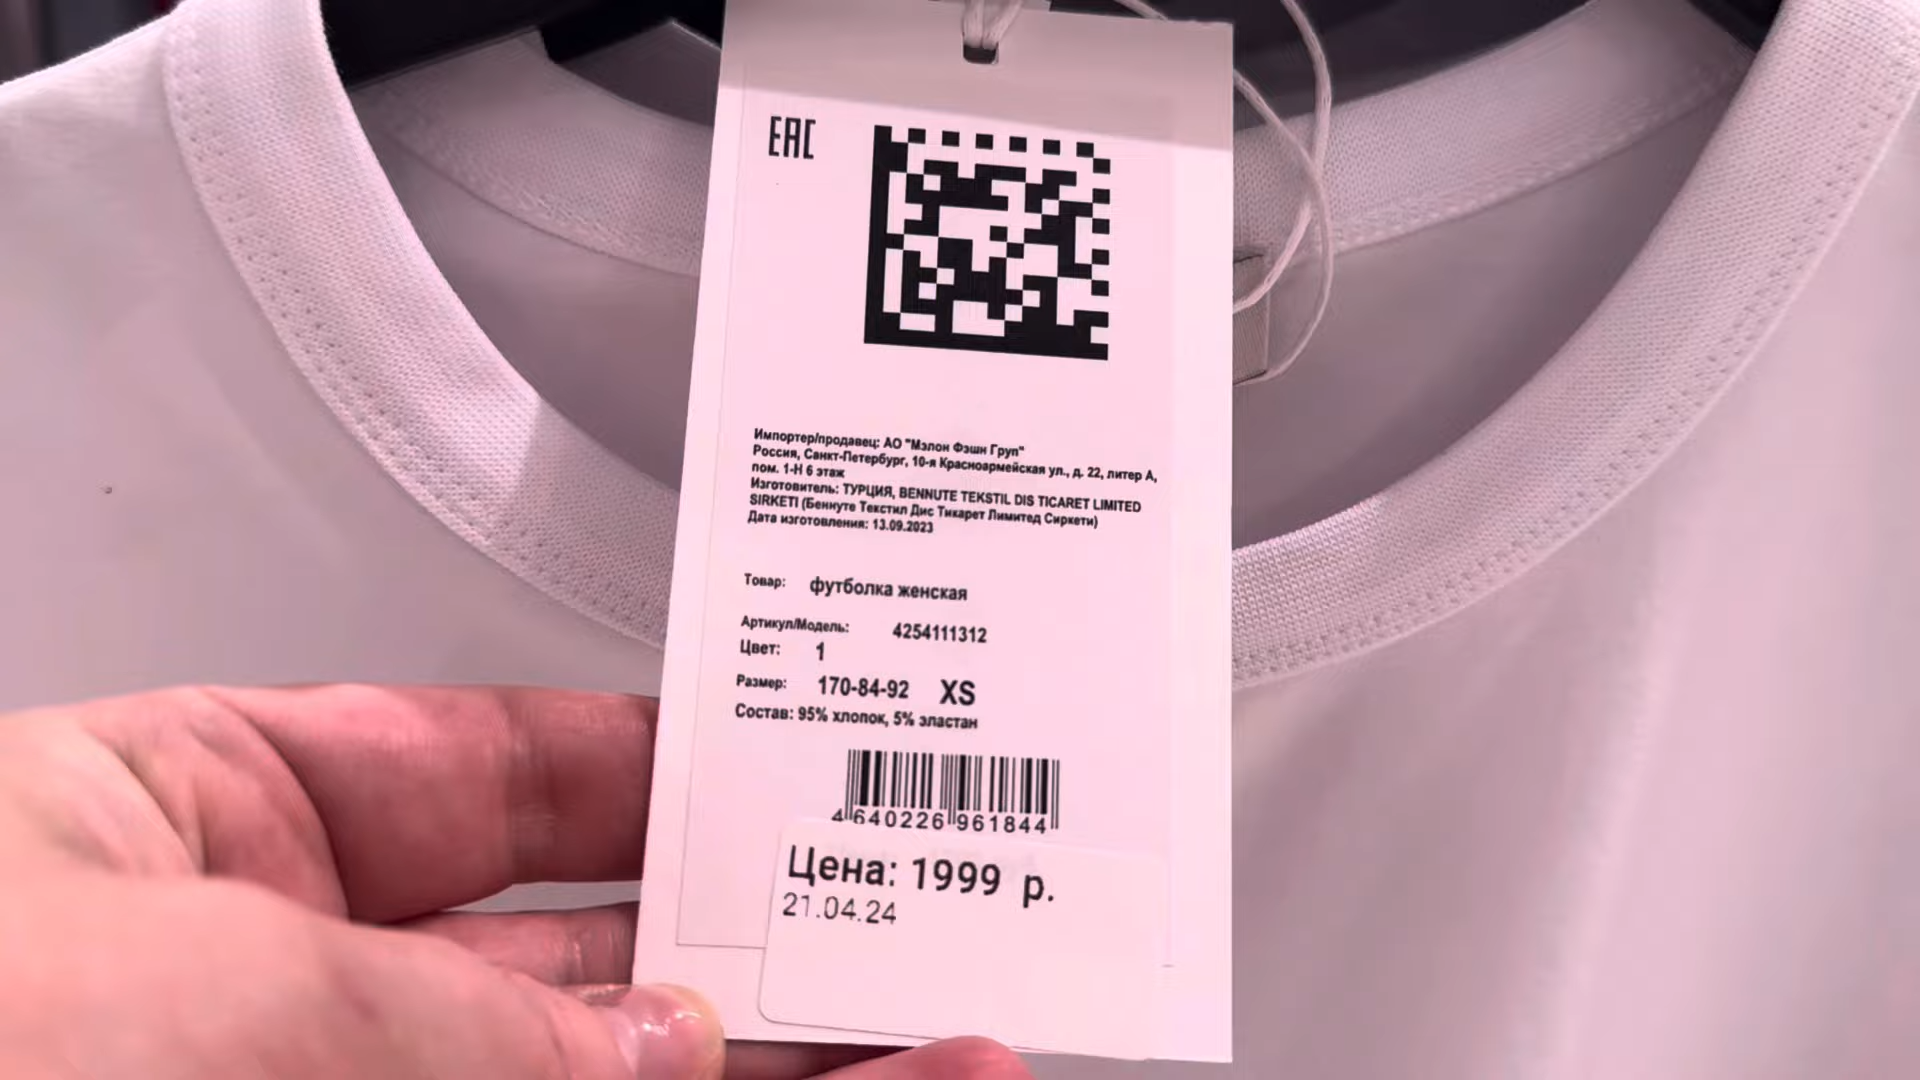 EAC
Импортер/продавец: АО "Мэлон Фэшн Груп"
Россия, Санкт-Петербург, 10-я Красноармейская ул., д. 22, литер А,
пом. 1-Н 6 этаж
Изготовитель: ТУРЦИЯ, BENNUTE TEKSTIL DIS TICARET LIMITED
SIRKETI (Беннуте Текстил Дис Тикарет Лимитед Сиркети)
Дата изготовления: 13.09.2023
Товар: футболка женская
Артикул/Модель: 4254111312
Цвет: 1
Размер: 170-84-92 XS
Состав: 95% хлопок, 5% эластан
4 640226 961844
Цена: 1999 р.
21.04.24